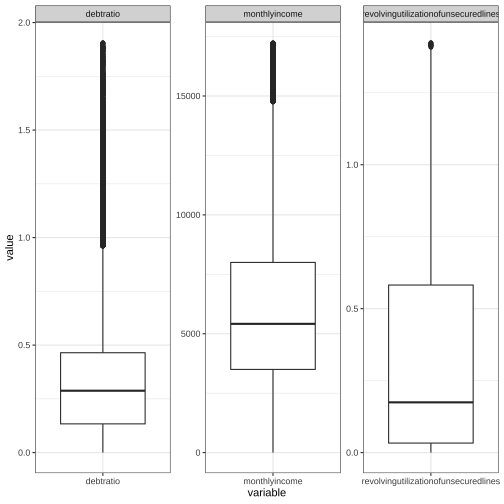 debtratio
monthlyincome
revolvingutilizationofunsecuredlines
2.0
1.5
1.0
0.5
0.0
15000
10000
5000
0
1.0
0.5
0.0
value
debtratio
monthlyincome
revolvingutilizationofunsecuredlines
variable